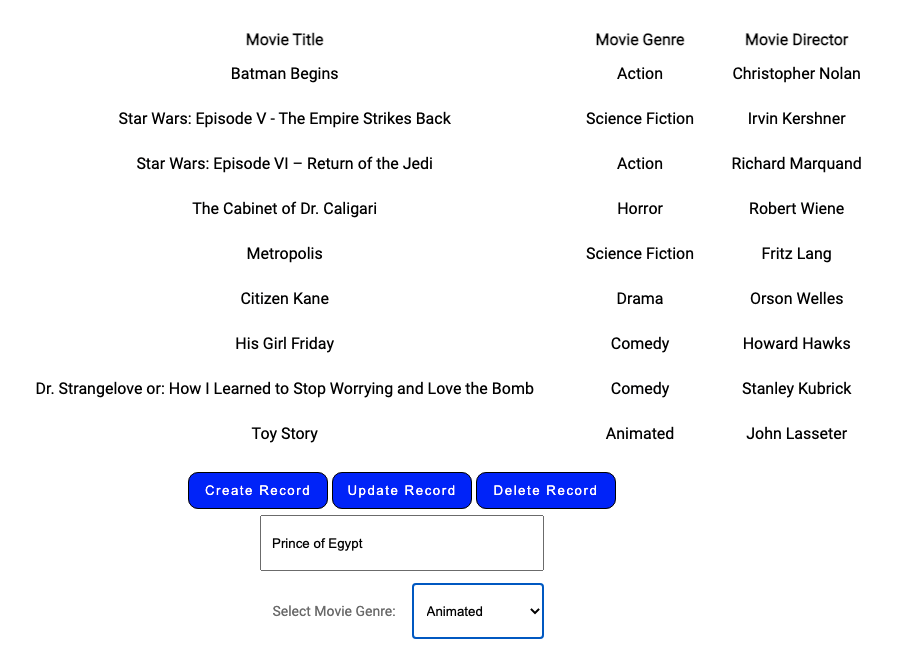 Movie Title Movie Genre Movie Director
Batman Begins Action Christopher Nolan
Star Wars: Episode V - The Empire Strikes Back Science Fiction Irvin Kershner
Star Wars: Episode VI – Return of the Jedi Action Richard Marquand
The Cabinet of Dr. Caligari Horror Robert Wiene
Metropolis Science Fiction Fritz Lang
Citizen Kane Drama Orson Welles
His Girl Friday Comedy Howard Hawks
Dr. Strangelove or: How I Learned to Stop Worrying and Love the Bomb Comedy Stanley Kubrick
Toy Story Animated John Lasseter
Create Record Update Record Delete Record
Prince of Egypt
Select Movie Genre: Animated